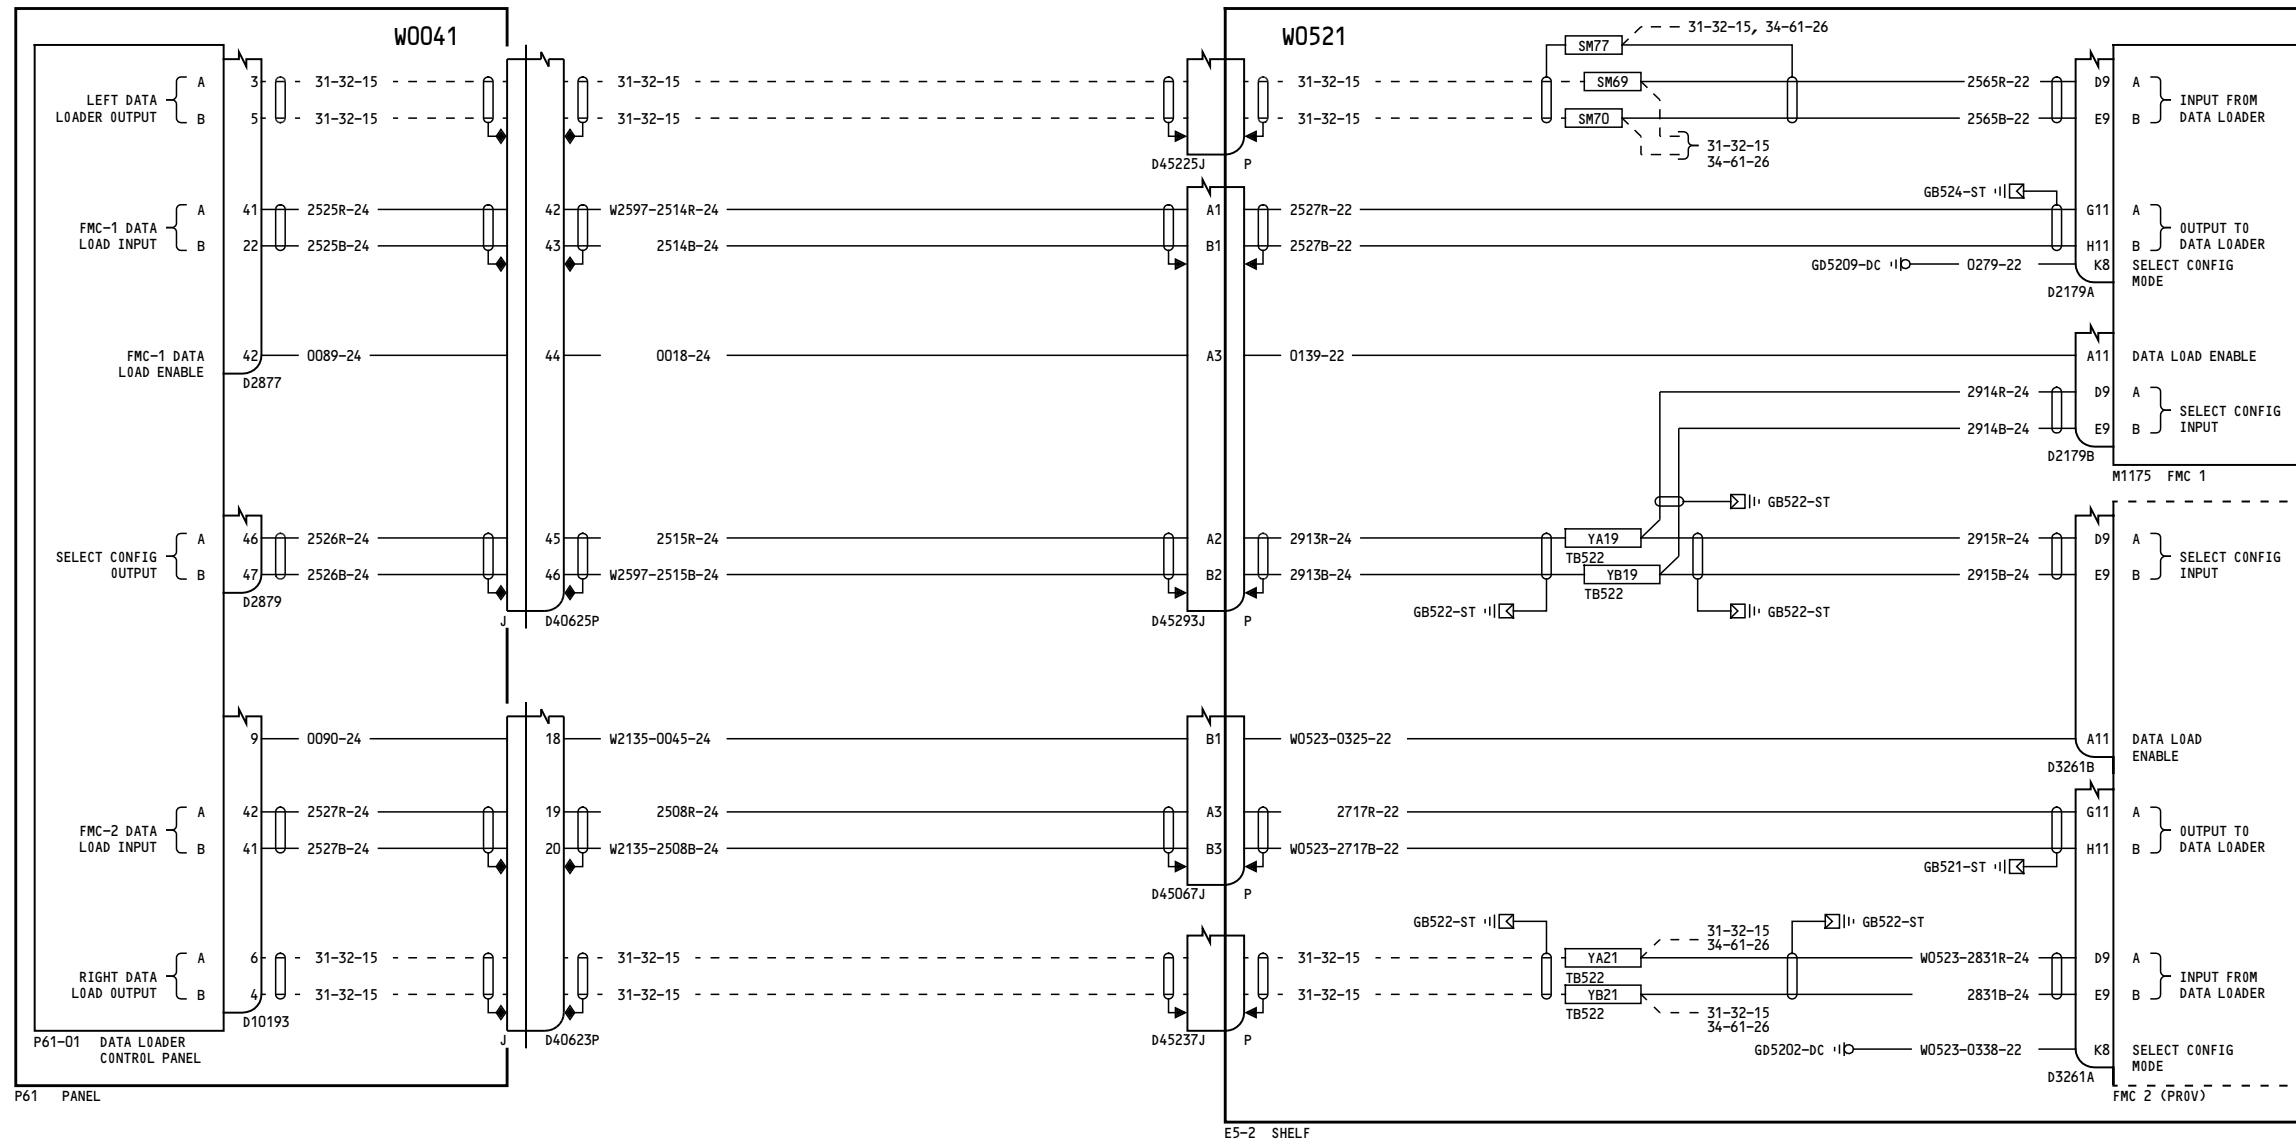 W0041
W0521
31-32-15, 34-61-26
SM77
LEFT DATA
LOADER OUTPUT
A 3 31-32-15 31-32-15 31-32-15 SM69 2565R-22 D9 A
B 5 31-32-15 31-32-15 31-32-15 SM70 2565B-22 E9 B
INPUT FROM
DATA LOADER
31-32-15
34-61-26
D45225J P
GB524-ST
FMC-1 DATA
LOAD INPUT
A 41 2525R-24 42 W2597-2514R-24 A1 2527R-22 G11 A
B 22 2525B-24 43 2514B-24 B1 2527B-22 H11 B
OUTPUT TO
DATA LOADER
GD5209-DC 0279-22 K8 SELECT CONFIG
MODE
D2179A
FMC-1 DATA
LOAD ENABLE
42 0089-24 44 0018-24 A3 0139-22 A11 DATA LOAD ENABLE
D2877
2914R-24 D9 A
2914B-24 E9 B
SELECT CONFIG
INPUT
D2179B
M1175 FMC 1
GB522-ST
SELECT CONFIG
OUTPUT
A 46 2526R-24 45 2515R-24 A2 2913R-24 YA19 2915R-24 D9 A
TB522
B 47 2526B-24 46 W2597-2515B-24 B2 2913B-24 YB19 2915B-24 E9 B
TB522
SELECT CONFIG
INPUT
D2879
GB522-ST GB522-ST
J D40625P D45293J P
9 0090-24 18 W2135-0045-24 B1 W0523-0325-22 A11 DATA LOAD
ENABLE
D3261B
FMC-2 DATA
LOAD INPUT
A 42 2527R-24 19 2508R-24 A3 2717R-22 G11 A
B 41 2527B-24 20 W2135-2508B-24 B3 W0523-2717B-22 H11 B
OUTPUT TO
DATA LOADER
GB521-ST
D45067J P
GB522-ST GB522-ST
31-32-15
34-61-26
RIGHT DATA
LOAD OUTPUT
A 6 31-32-15 31-32-15 31-32-15 YA21 W0523-2831R-24 D9 A
TB522
B 4 31-32-15 31-32-15 31-32-15 YB21 2831B-24 E9 B
TB522
INPUT FROM
DATA LOADER
31-32-15
34-61-26
D10193
J D40623P D45237J P
GD5202-DC W0523-0338-22 K8 SELECT CONFIG
MODE
D3261A
P61-01 DATA LOADER
CONTROL PANEL
P61 PANEL
FMC 2 (PROV)
E5-2 SHELF